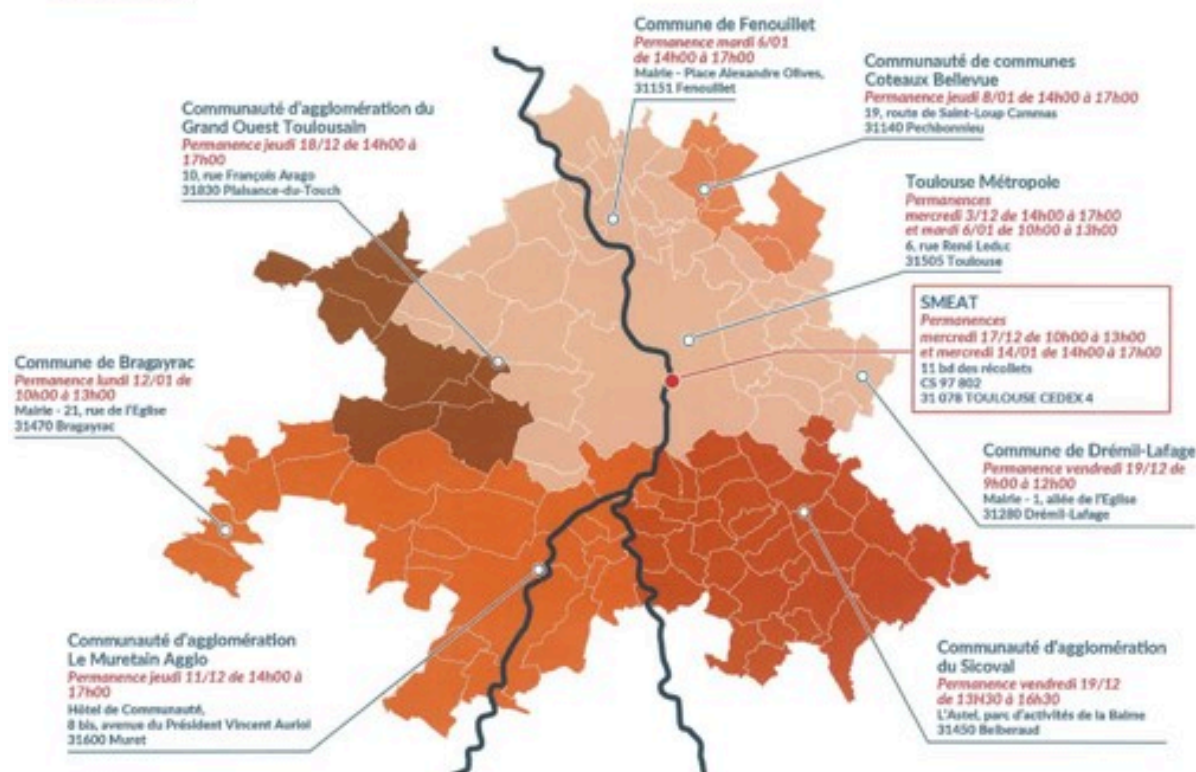 Commune de Fenouillet
Permanence mardi 6/01
de 14h00 à 17h00
Mairie - Place Alexandre Olives,
31151 Fenouillet
Communauté de communes
Coteaux Bellevue
Permanence jeudi 8/01 de 14h00 à 17h00
19, route de Saint-Loup Cammas
31140 Pechbonnieu
Communauté d'agglomération du
Grand Ouest Toulousain
Permanence jeudi 18/12 de 14h00 à
17h00
10, rue François Arago
31830 Plaisance-du-Touch
Toulouse Métropole
Permanences
mercredi 3/12 de 14h00 à 17h00
et mardi 6/01 de 10h00 à 13h00
6, rue René Leduc
31505 Toulouse
SMEAT
Permanences
mercredi 17/12 de 10h00 à 13h00
et mercredi 14/01 de 14h00 à 17h00
11 bd des récollets
CS 97 802
31 078 TOULOUSE CEDEX 4
Commune de Bragayrac
Permanence lundi 12/01 de
10h00 à 13h00
Mairie - 21, rue de l'Eglise
31470 Bragayrac
Commune de Drémil-Lafage
Permanence vendredi 19/12 de
9h00 à 12h00
Mairie - 1, allée de l'Eglise
31280 Drémil-Lafage
Communauté d'agglomération
Le Muretain Agglo
Permanence jeudi 11/12 de 14h00 à
17h00
Hôtel de Communauté,
8 bis, avenue du Président Vincent Auriol
31600 Muret
Communauté d'agglomération
du Sicoval
Permanence vendredi 19/12
de 13H30 à 16h30
L'Astel, parc d'activités de la Balme
31450 Belberaud